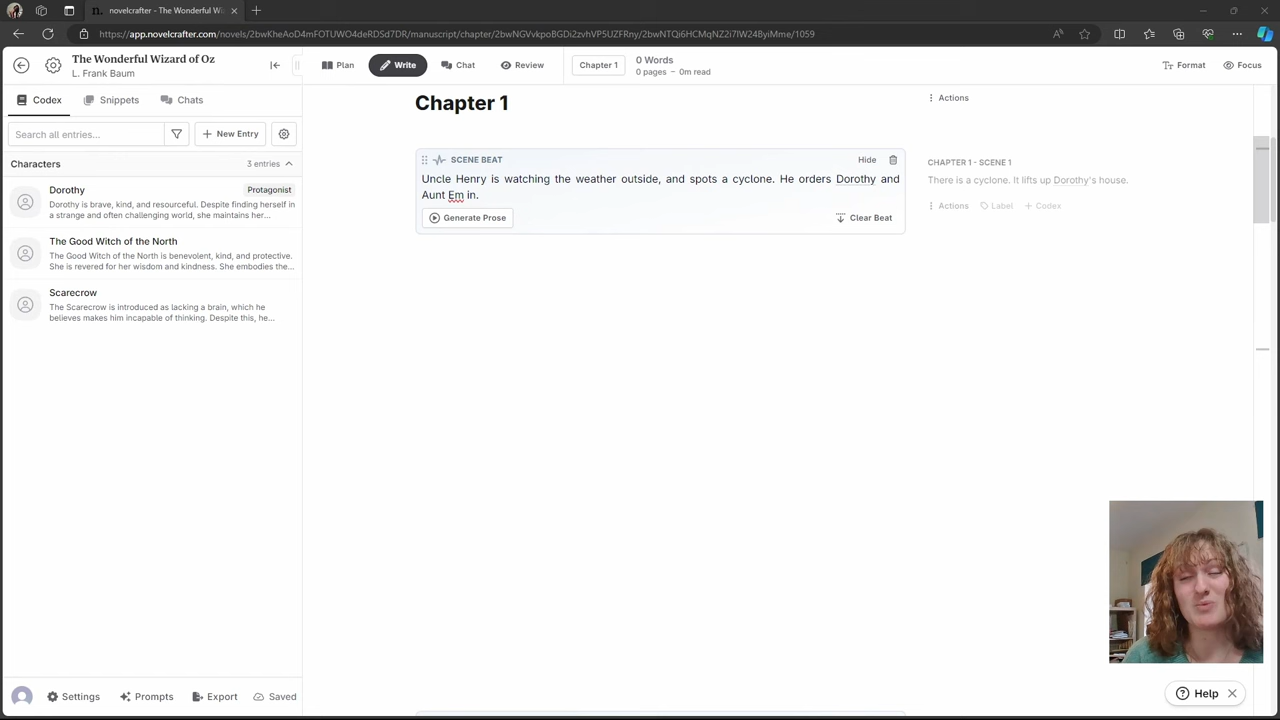 novelcrafter - The Wonderful Wi
https://app.novelcrafter.com/novels/2bwKheAoD4mFOTUWO4deRDSd7DR/manuscript/chapter/2bwNGVvkpoBGDi2zvhVP5UZFRny/2bwNTQi6HCMqNZ2i7lW24ByiMme/1059
The Wonderful Wizard of Oz
L. Frank Baum
Plan
Write
Chat
Review
Chapter 1
0 Words
0 pages – 0m read
Format
Focus
Codex
Snippets
Chats
Search all entries...
New Entry
Characters
3 entries
Dorothy
Protagonist
Dorothy is brave, kind, and resourceful. Despite finding herself in a strange and often challenging world, she maintains her...
The Good Witch of the North
The Good Witch of the North is benevolent, kind, and protective. She is revered for her wisdom and kindness. She embodies the...
Scarecrow
The Scarecrow is introduced as lacking a brain, which he believes makes him incapable of thinking. Despite this, he...
Chapter 1
Actions
SCENE BEAT
Hide
Uncle Henry is watching the weather outside, and spots a cyclone. He orders Dorothy and
Aunt Em in.
Generate Prose
Clear Beat
CHAPTER 1 - SCENE 1
There is a cyclone. It lifts up Dorothy's house.
Actions
Label
Codex
Settings
Prompts
Export
Saved
Help